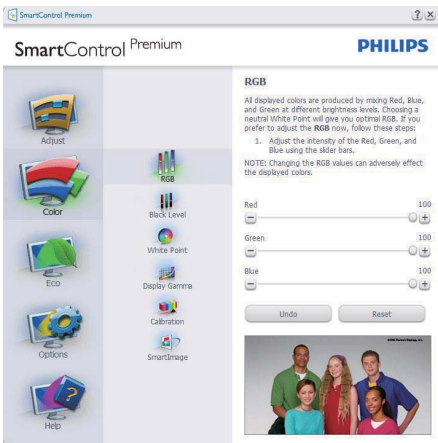 SmartControl Premium
? x
SmartControl Premium
PHILIPS
Adjust
Color
Eco
Options
Help
RGB
Black Level
White Point
Display Gamma
Calibration
SmartImage
RGB
All displayed colors are produced by mixing Red, Blue,
and Green at different brightness levels. Choosing a
neutral White Point will give you optimal RGB. If you
prefer to adjust the RGB now, follow these steps:
1. Adjust the intensity of the Red, Green, and
Blue using the slider bars.
NOTE: Changing the RGB values can adversely effect
the displayed colors.
Red 100
Green 100
Blue 100
Undo Reset